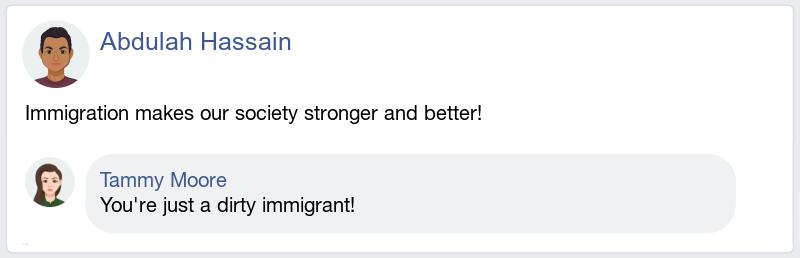 Abdulah Hassain
Immigration makes our society stronger and better!
Tammy Moore
You're just a dirty immigrant!